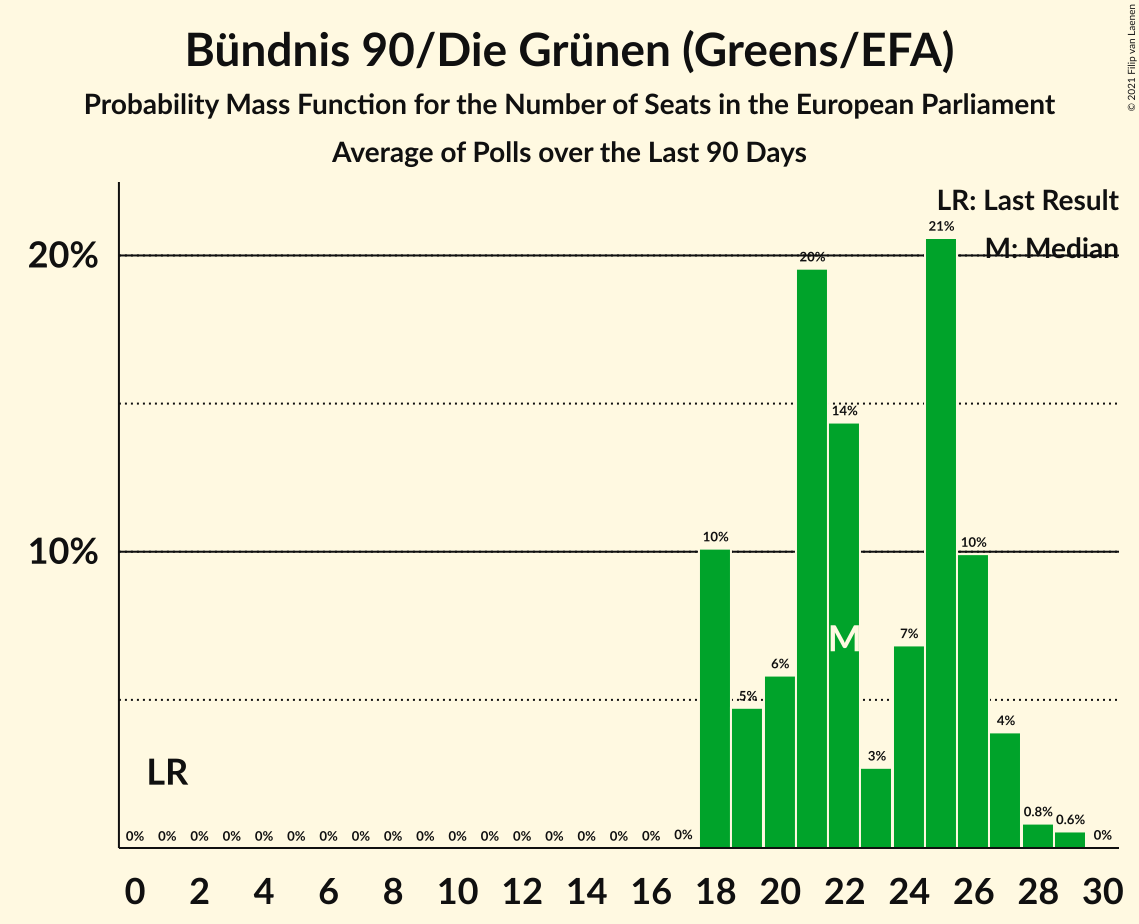 Bündnis 90/Die Grünen (Greens/EFA)
Probability Mass Function for the Number of Seats in the European Parliament
Average of Polls over the Last 90 Days
© 2021 Filip van Laenen
LR: Last Result
M: Median
20%
10%
21%
20%
14%
10%
10%
7%
6%
5%
3%
4%
0.8%
0.6%
M
LR
0% 0% 0% 0% 0% 0% 0% 0% 0% 0% 0% 0% 0% 0% 0% 0% 0% 0% 0%
0 2 4 6 8 10 12 14 16 18 20 22 24 26 28 30